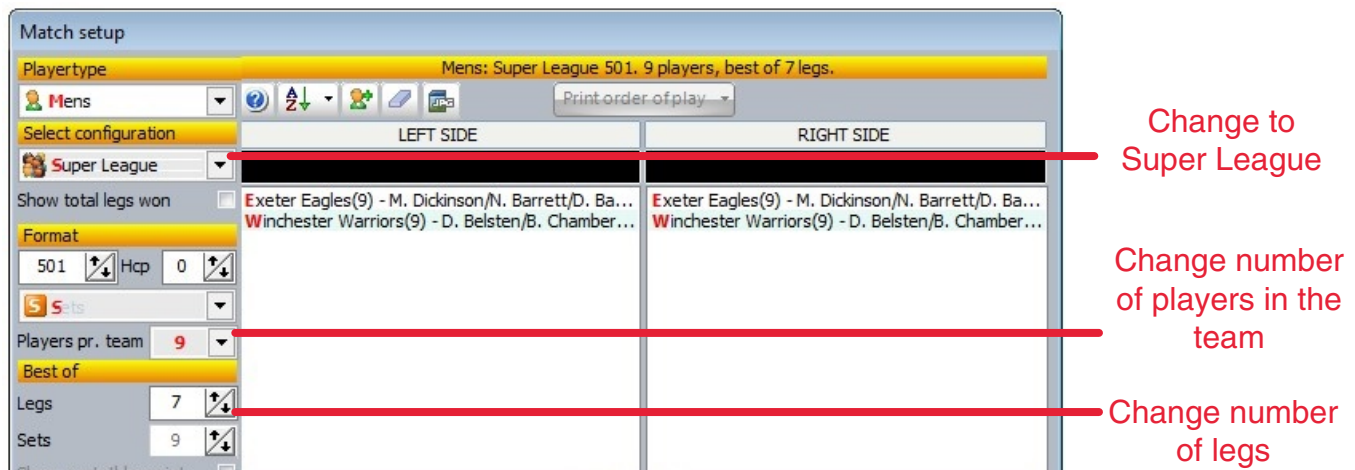 Match setup
Playertype
Mens: Super League 501. 9 players, best of 7 legs.
Mens
Print order of play
Select configuration
LEFT SIDE
RIGHT SIDE
Super League
Show total legs won
Exeter Eagles(9) - M. Dickinson/N. Barrett/D. Ba...
Exeter Eagles(9) - M. Dickinson/N. Barrett/D. Ba...
Winchester Warriors(9) - D. Belsten/B. Chamber...
Winchester Warriors(9) - D. Belsten/B. Chamber...
Format
501 Hcp 0
S Sets
Players pr. team 9
Best of
Legs 7
Sets 9
Change to
Super League
Change number
of players in the
team
Change number
of legs